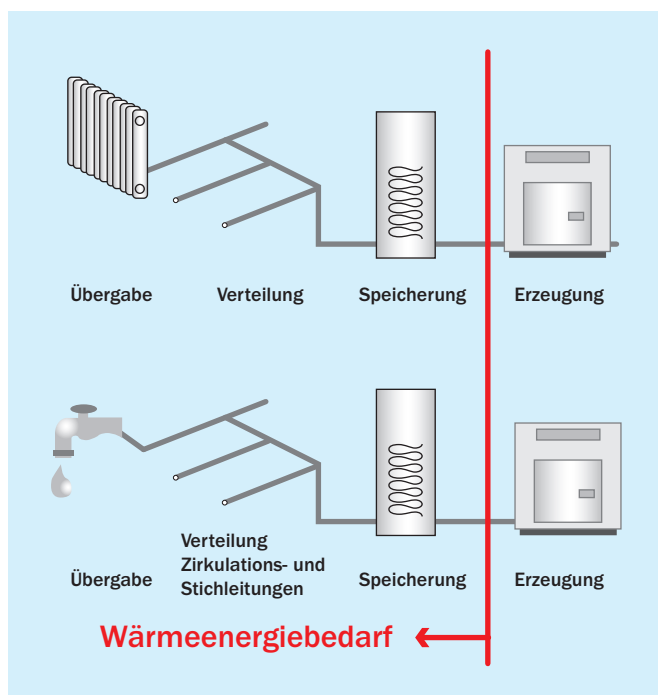 Übergabe
Verteilung
Speicherung
Erzeugung
Übergabe
Verteilung
Zirkulations- und
Stichleitungen
Speicherung
Erzeugung
Wärmeenergiebedarf